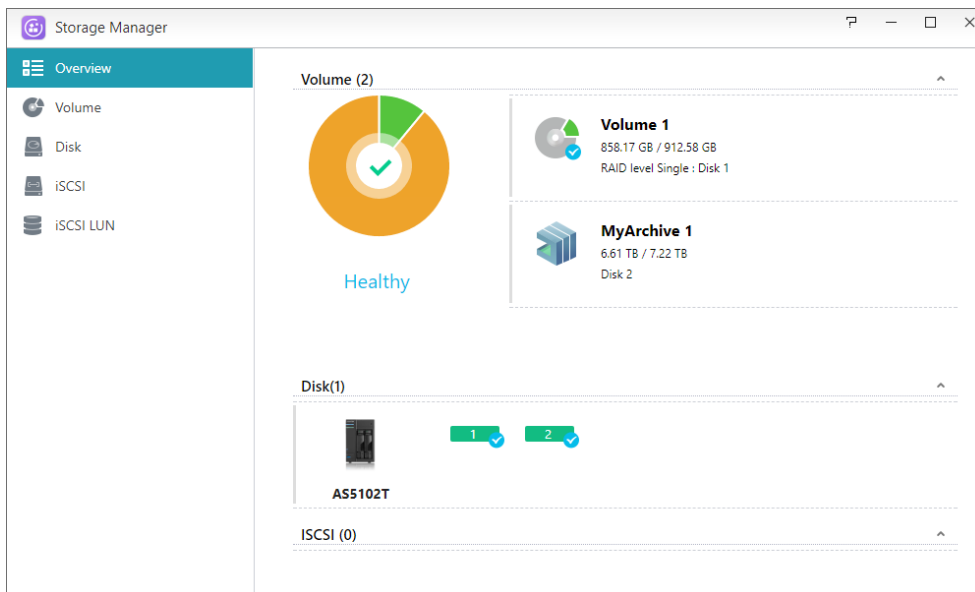 Storage Manager
Overview
Volume
Disk
iSCSI
iSCSI LUN
Volume (2)
Healthy
Volume 1
858.17 GB / 912.58 GB
RAID level Single : Disk 1
MyArchive 1
6.61 TB / 7.22 TB
Disk 2
Disk(1)
1 2
AS5102T
ISCSI (0)